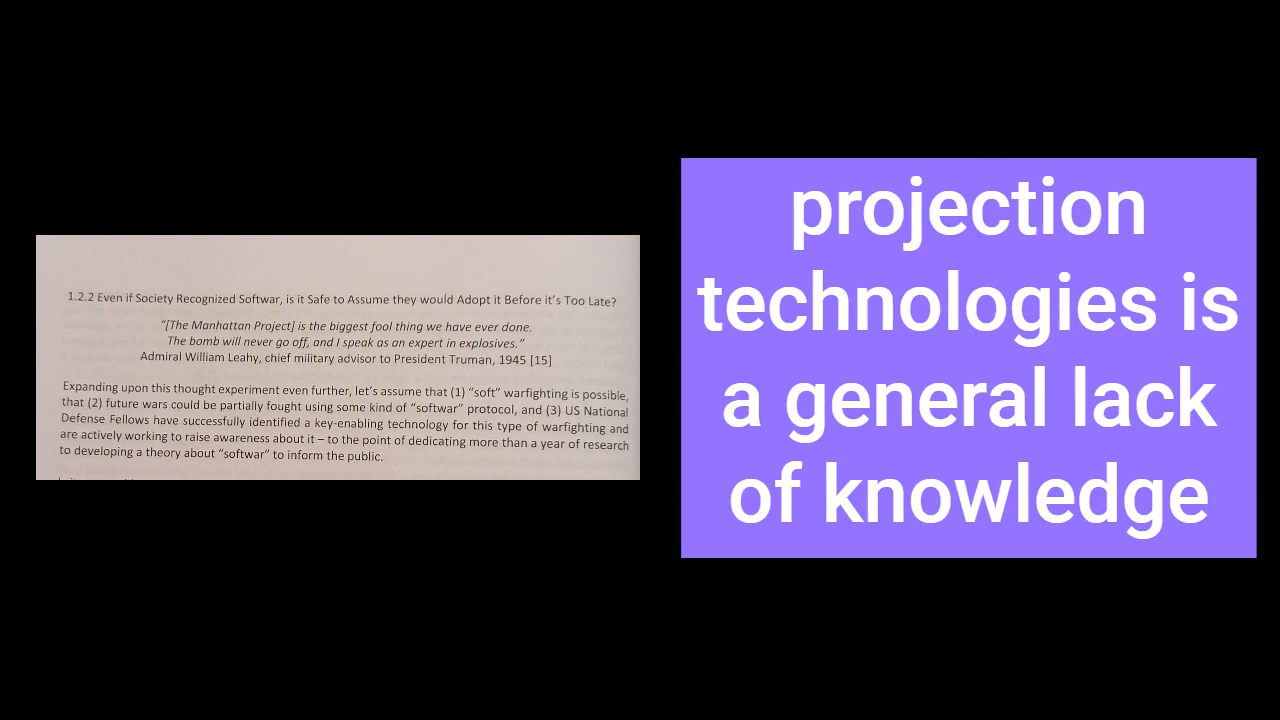 1.2.2 Even if Society Recognized Softwar, is it Safe to Assume they would Adopt it Before it's Too Late?
"[The Manhattan Project] is the biggest fool thing we have ever done.
The bomb will never go off, and I speak as an expert in explosives."
Admiral William Leahy, chief military advisor to President Truman, 1945 [15]
Expanding upon this thought experiment even further, let's assume that (1) "soft" warfighting is possible,
that (2) future wars could be partially fought using some kind of "softwar" protocol, and (3) US National
Defense Fellows have successfully identified a key-enabling technology for this type of warfighting and
are actively working to raise awareness about it – to the point of dedicating more than a year of research
to developing a theory about "softwar" to inform the public.
projection
technologies is
a general lack
of knowledge